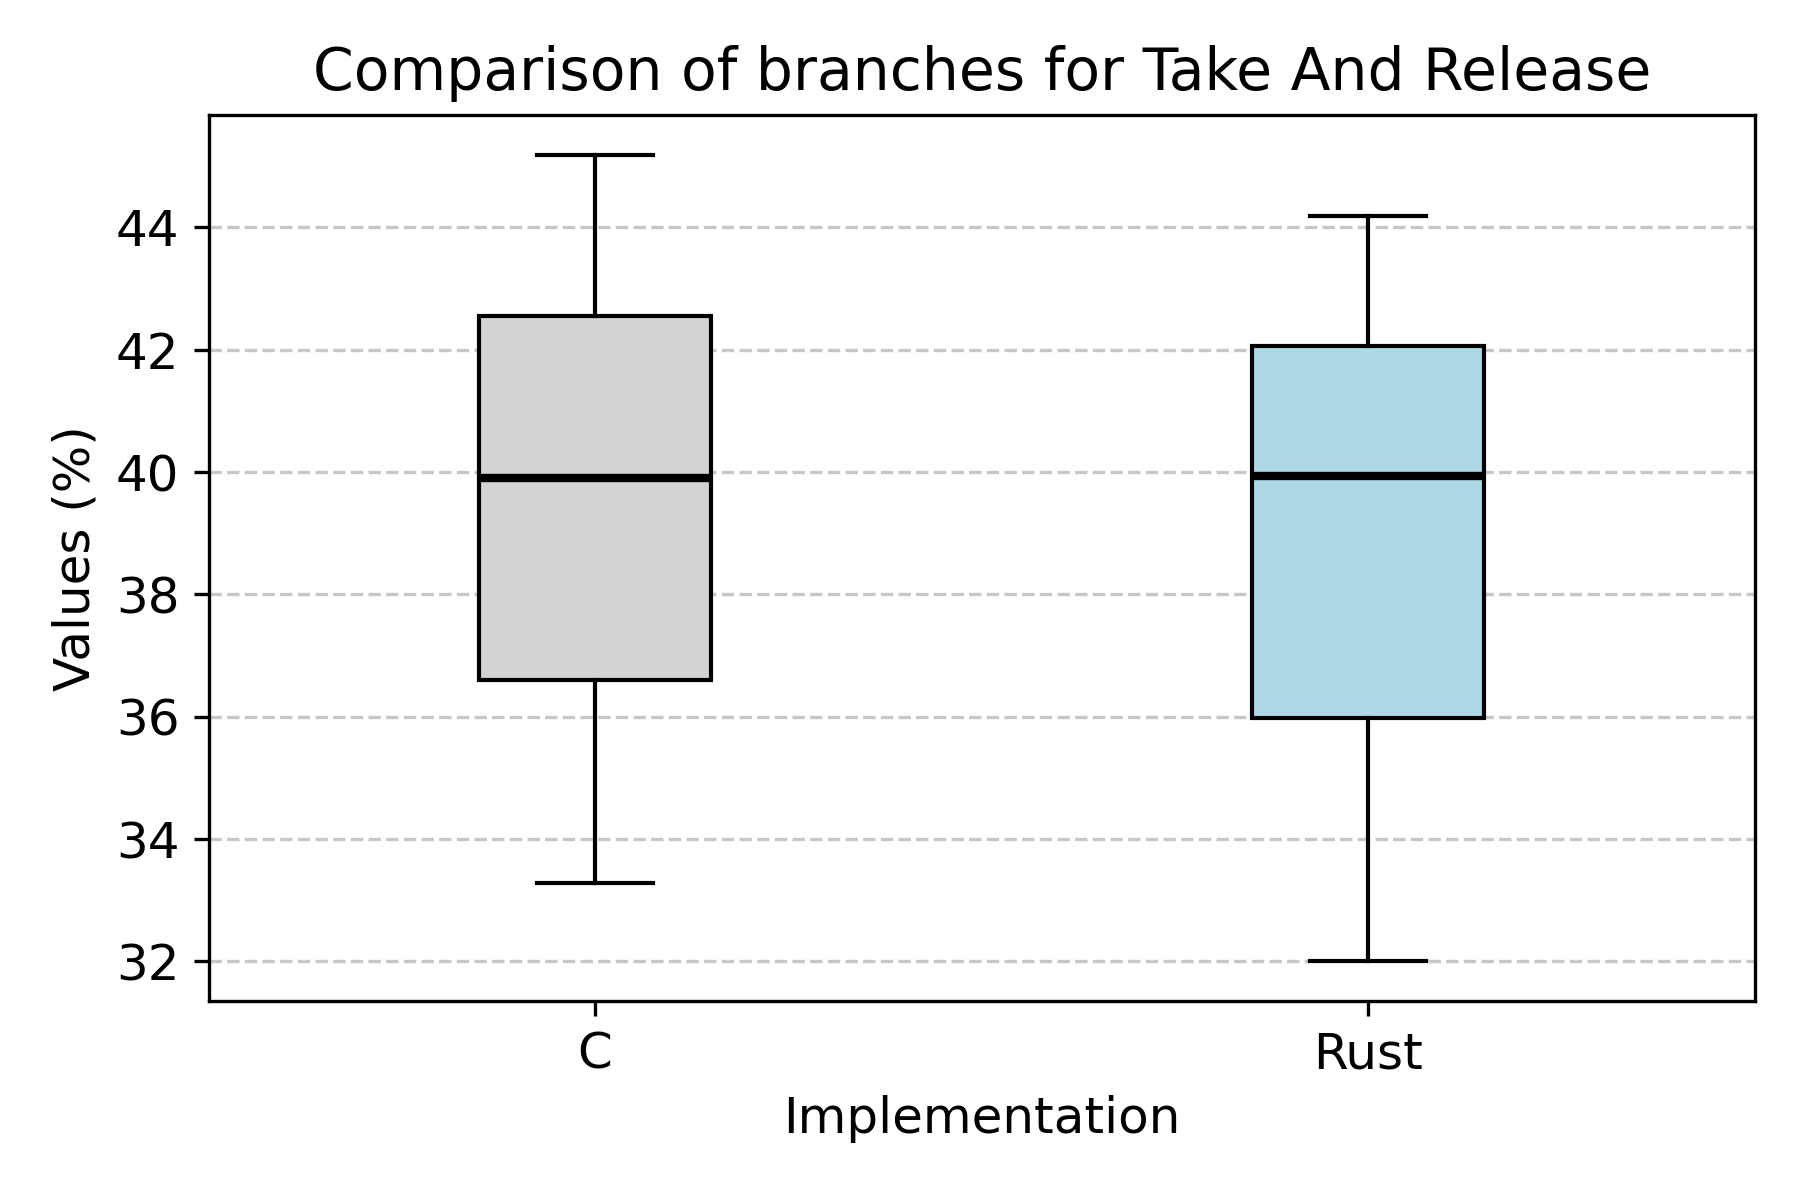 Comparison of branches for Take And Release
Values (%)
44
42
40
38
36
34
32
C
Rust
Implementation